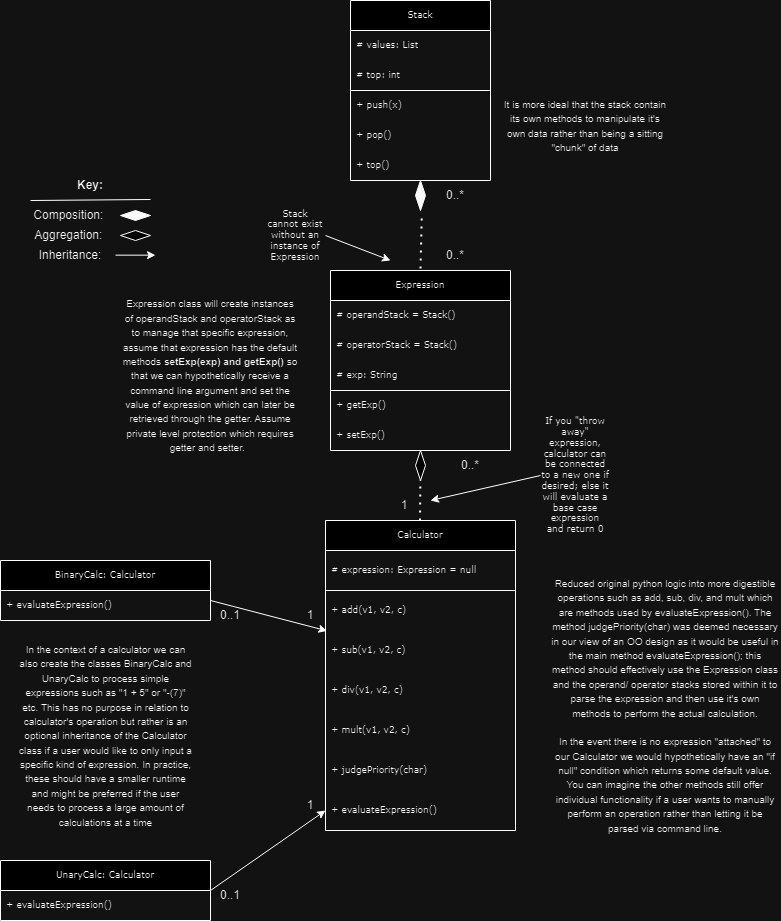 Stack
# values: List
# top: int
+ push(x)
+ pop()
+ top()
It is more ideal that the stack contain
its own methods to manipulate it's
own data rather than being a sitting
"chunk" of data
Key:
Composition:
Aggregation:
Inheritance:
0..*
Stack
cannot exist
without an
instance of
Expression
0..*
Expression
# operandStack = Stack()
# operatorStack = Stack()
# exp: String
+ getExp()
+ setExp()
Expression class will create instances
of operandStack and operatorStack as
to manage that specific expression,
assume that expression has the default
methods setExp(exp) and getExp() so
that we can hypothetically receive a
command line argument and set the
value of expression which can later be
retrieved through the getter. Assume
private level protection which requires
getter and setter.
If you "throw
away"
expression,
calculator can
be connected
to a new one if
desired; else it
will evaluate a
base case
expression
and return 0
0..*
1
Calculator
# expression: Expression = null
+ add(v1, v2, c)
+ sub(v1, v2, c)
+ div(v1, v2, c)
+ mult(v1, v2, c)
+ judgePriority(char)
+ evaluateExpression()
BinaryCalc: Calculator
+ evaluateExpression()
0..1
1
In the context of a calculator we can
also create the classes BinaryCalc and
UnaryCalc to process simple
expressions such as "1 + 5" or "-(7)"
etc. This has no purpose in relation to
calculator's operation but rather is an
optional inheritance of the Calculator
class if a user would like to only input a
specific kind of expression. In practice,
these should have a smaller runtime
and might be preferred if the user
needs to process a large amount of
calculations at a time
1
0..1
UnaryCalc: Calculator
+ evaluateExpression()
Reduced original python logic into more digestible
operations such as add, sub, div, and mult which
are methods used by evaluateExpression(). The
method judgePriority(char) was deemed necessary
in our view of an OO design as it would be useful in
the main method evaluateExpression(); this
method should effectively use the Expression class
and the operand/ operator stacks stored within it to
parse the expression and then use it's own
methods to perform the actual calculation.
In the event there is no expression "attached" to
our Calculator we would hypothetically have an "if
null" condition which returns some default value.
You can imagine the other methods still offer
individual functionality if a user wants to manually
perform an operation rather than letting it be
parsed via command line.